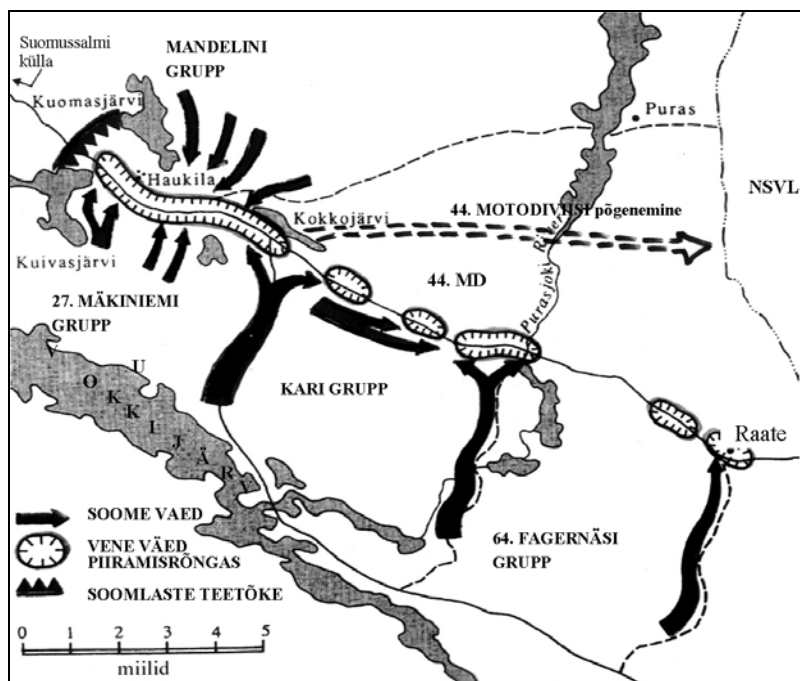 Suomussalmi
külla
MANDELINI
GRUPP
Kuomasjärvi
Puras
Haukila
NSVL
Kokkojärvi
44. MOTODIVIISI põgenemine
Kuivasjärvi
44. MD
Purasjoki River
27. MÄKINIEMI
GRUPP
KARI GRUPP
VUOKKIJÄRVI
Raate
SOOME VAED
VENE VÄED
PIIRAMISRÕNGAS
SOOMLASTE TEETÕKE
64. FAGERNÄSI
GRUPP
0 1 2 3 4 5
miilid